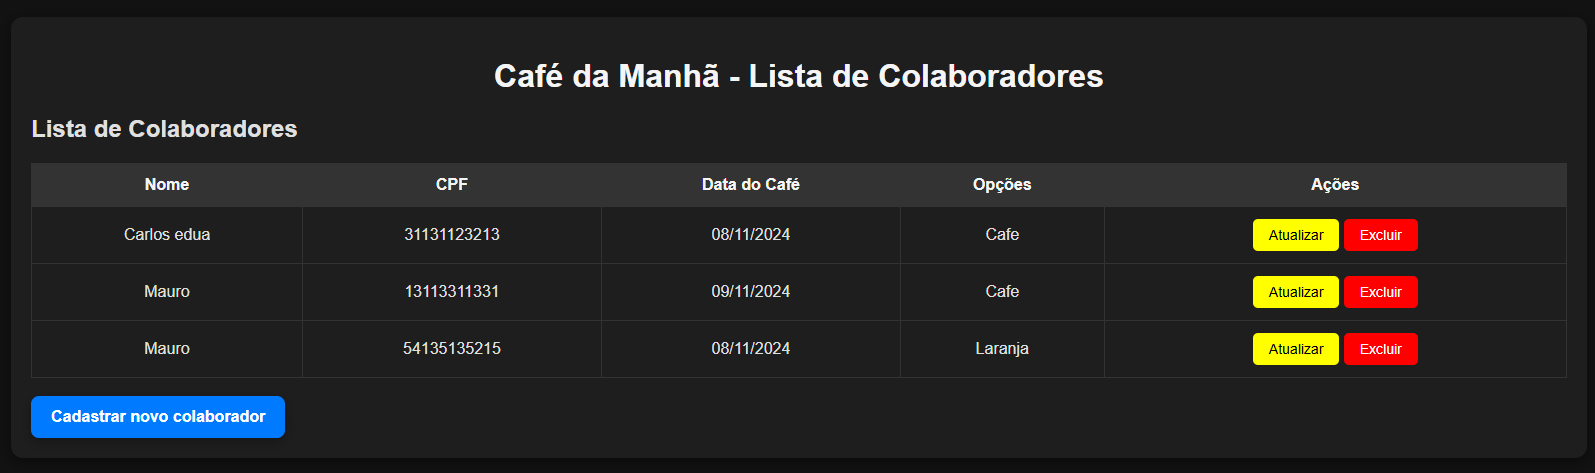 Café da Manhã - Lista de Colaboradores
Lista de Colaboradores
Nome CPF Data do Café Opções Ações
Carlos edua 31131123213 08/11/2024 Cafe Atualizar Excluir
Mauro 13113311331 09/11/2024 Cafe Atualizar Excluir
Mauro 54135135215 08/11/2024 Laranja Atualizar Excluir
Cadastrar novo colaborador